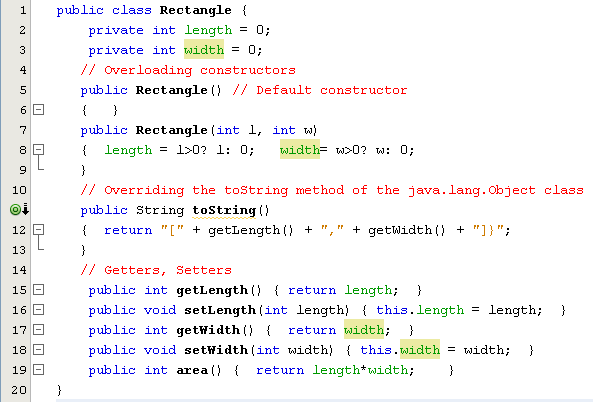 1 public class Rectangle {
2 private int length = 0;
3 private int width = 0;
4 // Overloading constructors
5 public Rectangle() // Default constructor
6 { }
7 public Rectangle(int l, int w)
8 { length = l>0? l: 0; width= w>0? w: 0;
9 }
10 // Overriding the toString method of the java.lang.Object class
public String toString()
12 { return "[" + getLength() + "," + getWidth() + "]}";
13 }
14 // Getters, Setters
15 public int getLength() { return length; }
16 public void setLength(int length) { this.length = length; }
17 public int getWidth() { return width; }
18 public void setWidth(int width) { this.width = width; }
19 public int area() { return length*width; }
20 }